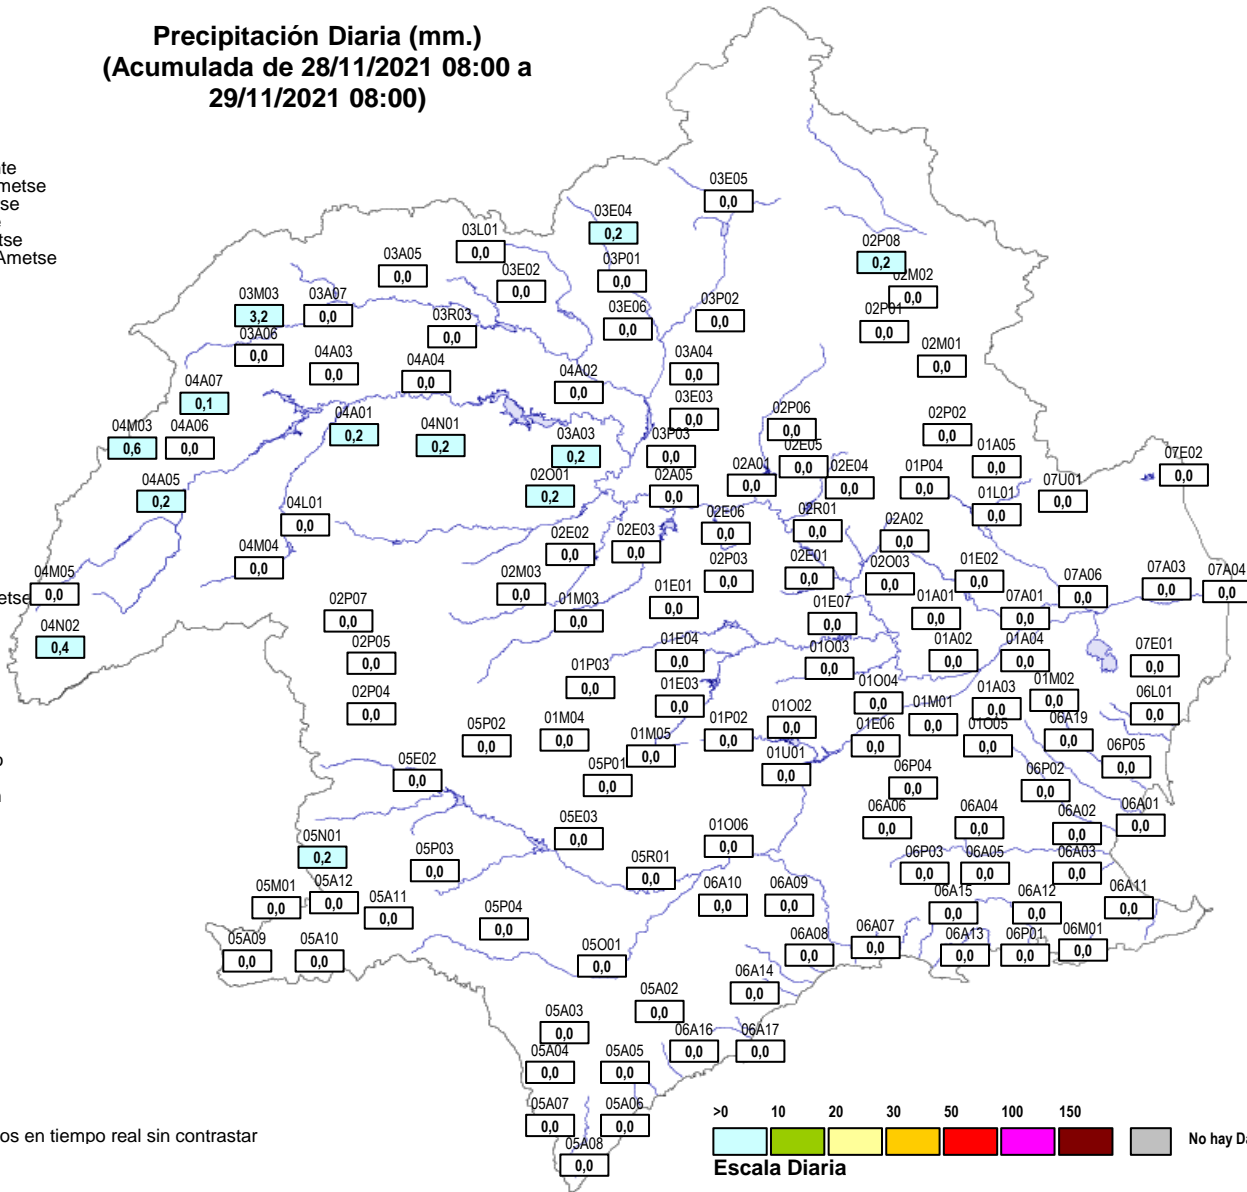 Precipitación Diaria (mm.)
(Acumulada de 28/11/2021 08:00 a
29/11/2021 08:00)
03E05
0,0
03E04
0,2
03L01
0,0
02P08
0,2
03A05
0,0
03P01
0,0
03E02
0,0
02M02
0,0
03M03
3,2
03A07
0,0
03P02
0,0
03E06
0,0
02P01
0,0
03R03
0,0
03A06
0,0
04A03
0,0
04A04
0,0
03A04
0,0
02M01
0,0
04A02
0,0
04A07
0,1
03E03
0,0
04M03
0,6
04A06
0,0
04A01
0,2
04N01
0,2
03A03
0,2
03P03
0,0
02P06
0,0
02P02
0,0
02E05
0,0
01A05
0,0
07E02
0,0
04A05
0,2
02O01
0,2
02A05
0,0
02A01
0,0
02E04
0,0
01P04
0,0
07U01
0,0
04L01
0,0
01L01
0,0
02E06
0,0
02R01
0,0
02A02
0,0
02E02
0,0
02E03
0,0
04M04
0,0
04M05
0,0
etse
02M03
0,0
02P03
0,0
02E01
0,0
02O03
0,0
01E02
0,0
07A06
0,0
07A03
0,0
07A04
0,0
02P07
0,0
01M03
0,0
01E01
0,0
01E07
0,0
01A01
0,0
07A01
0,0
04N02
0,4
02P05
0,0
01E04
0,0
01O03
0,0
01A02
0,0
01A04
0,0
07E01
0,0
01P03
0,0
01E03
0,0
01O04
0,0
01A03
0,0
01M02
0,0
06L01
0,0
02P04
0,0
05P02
0,0
01M04
0,0
01M05
0,0
01P02
0,0
01O02
0,0
01E06
0,0
01M01
0,0
01O05
0,0
06A19
0,0
06P05
0,0
05E02
0,0
05P01
0,0
01U01
0,0
06P04
0,0
06P02
0,0
05E03
0,0
01O06
0,0
06A06
0,0
06A04
0,0
06A02
0,0
06A01
0,0
05N01
0,2
05P03
0,0
05R01
0,0
06P03
0,0
06A05
0,0
06A03
0,0
05M01
0,0
05A12
0,0
05A11
0,0
06A10
0,0
06A09
0,0
06A15
0,0
06A12
0,0
06A11
0,0
05P04
0,0
05A09
0,0
05A10
0,0
05O01
0,0
06A08
0,0
06A07
0,0
06A13
0,0
06P01
0,0
06M01
0,0
06A14
0,0
05A02
0,0
05A03
0,0
06A16
0,0
06A17
0,0
05A04
0,0
05A05
0,0
05A07
0,0
05A06
0,0
05A08
0,0
os en tiempo real sin contrastar
>0 10 20 30 50 100 150
No hay Da
Escala Diaria